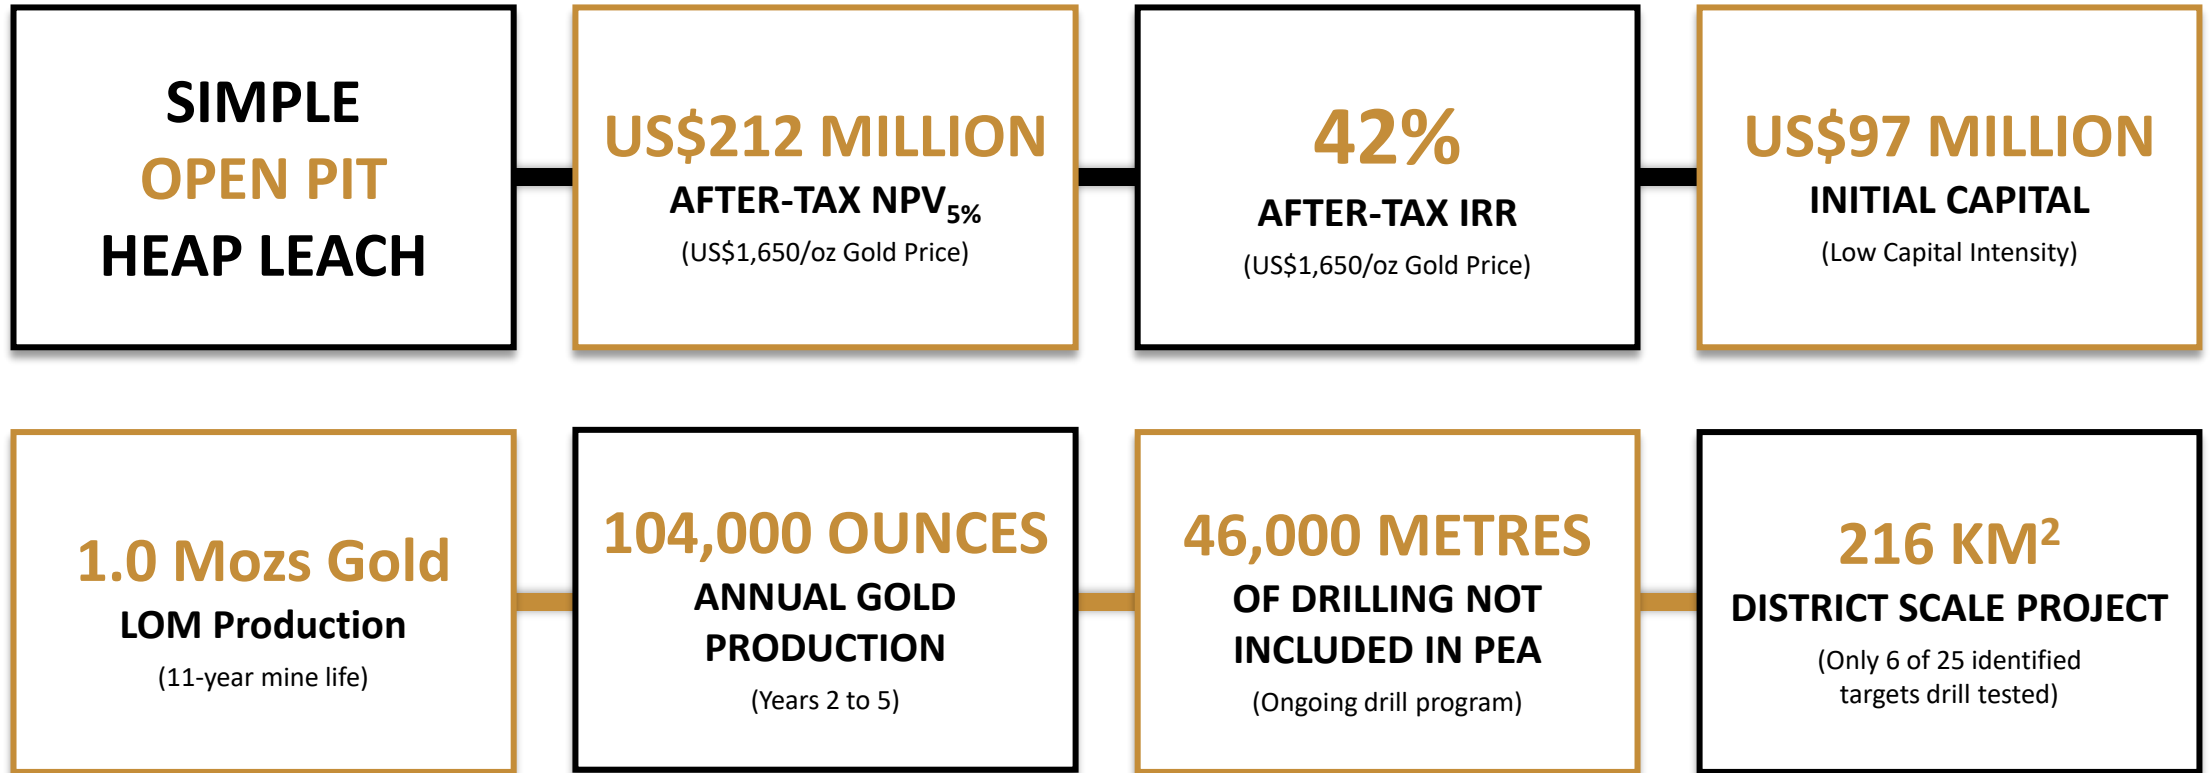 SIMPLE
OPEN PIT
HEAP LEACH
US$212 MILLION
AFTER-TAX NPV5%
(US$1,650/oz Gold Price)
42%
AFTER-TAX IRR
(US$1,650/oz Gold Price)
US$97 MILLION
INITIAL CAPITAL
(Low Capital Intensity)
1.0 Mozs Gold
LOM Production
(11-year mine life)
104,000 OUNCES
ANNUAL GOLD
PRODUCTION
(Years 2 to 5)
46,000 METRES
OF DRILLING NOT
INCLUDED IN PEA
(Ongoing drill program)
216 KM²
DISTRICT SCALE PROJECT
(Only 6 of 25 identified
targets drill tested)